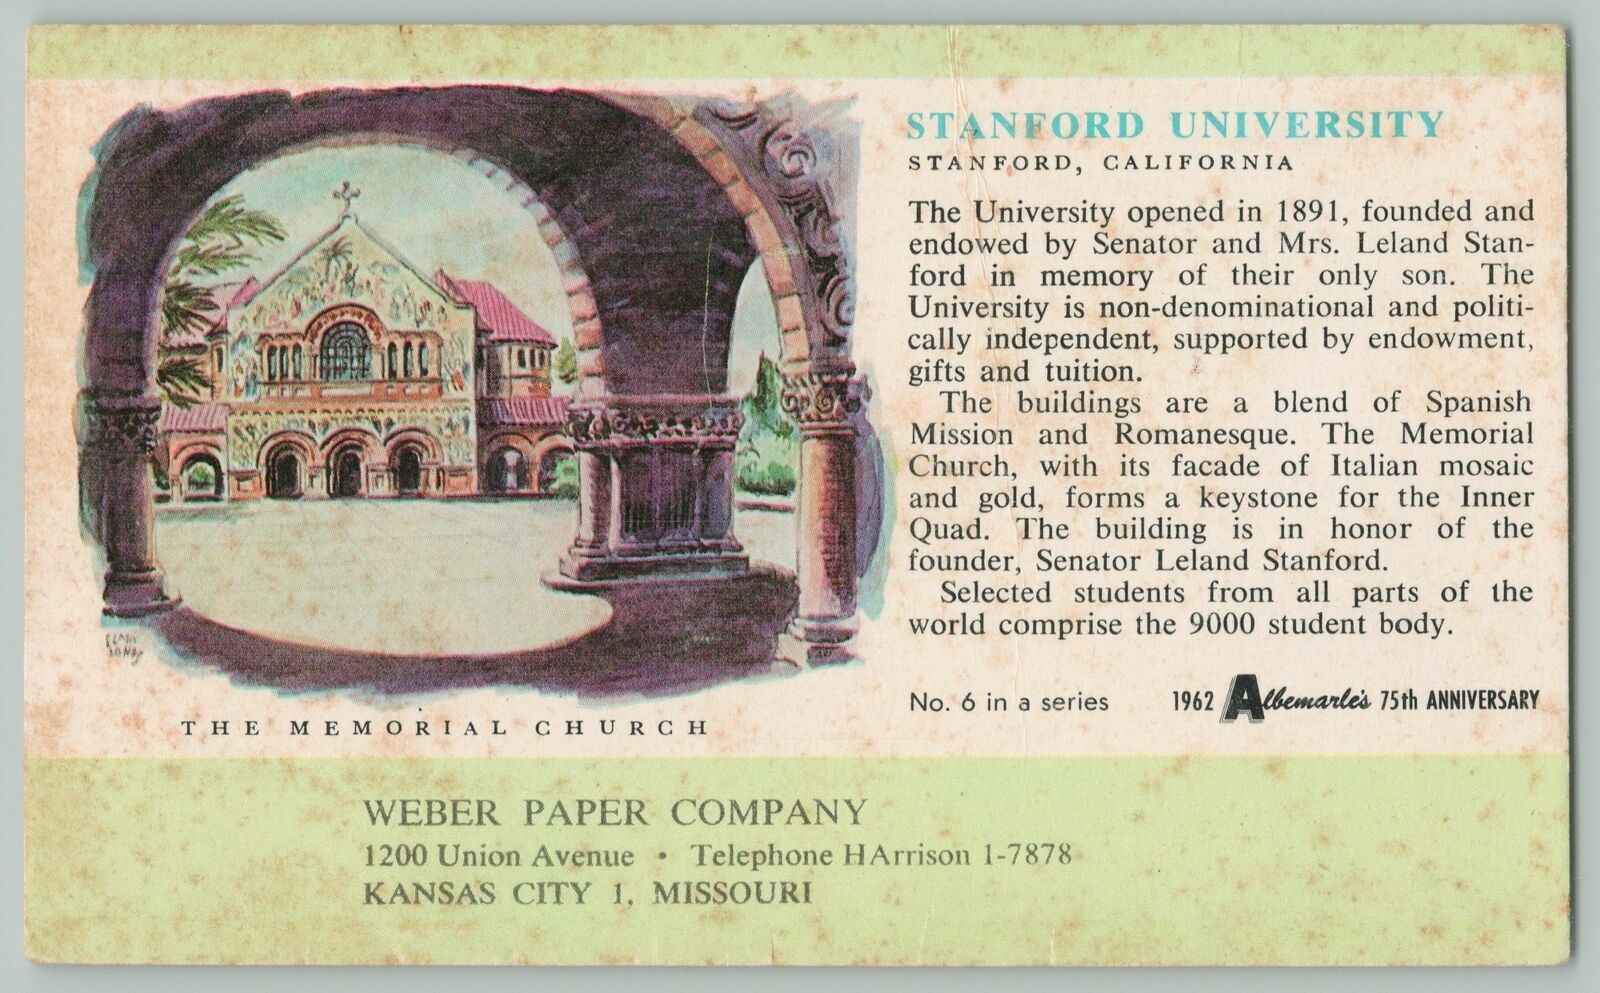 STANFORD UNIVERSITY
STANFORD, CALIFORNIA
The University opened in 1891, founded and
endowed by Senator and Mrs. Leland Stan-
ford in memory of their only son. The
University is non-denominational and politi-
cally independent, supported by endowment,
gifts and tuition.
The buildings are a blend of Spanish
Mission and Romanesque. The Memorial
Church, with its facade of Italian mosaic
and gold, forms a keystone for the Inner
Quad. The building is in honor of the
founder, Senator Leland Stanford.
Selected students from all parts of the
world comprise the 9000 student body.
No. 6 in a series 1962 Albemarle's 75th ANNIVERSARY
THE MEMORIAL CHURCH
WEBER PAPER COMPANY
1200 Union Avenue • Telephone HArrison 1-7878
KANSAS CITY 1, MISSOURI